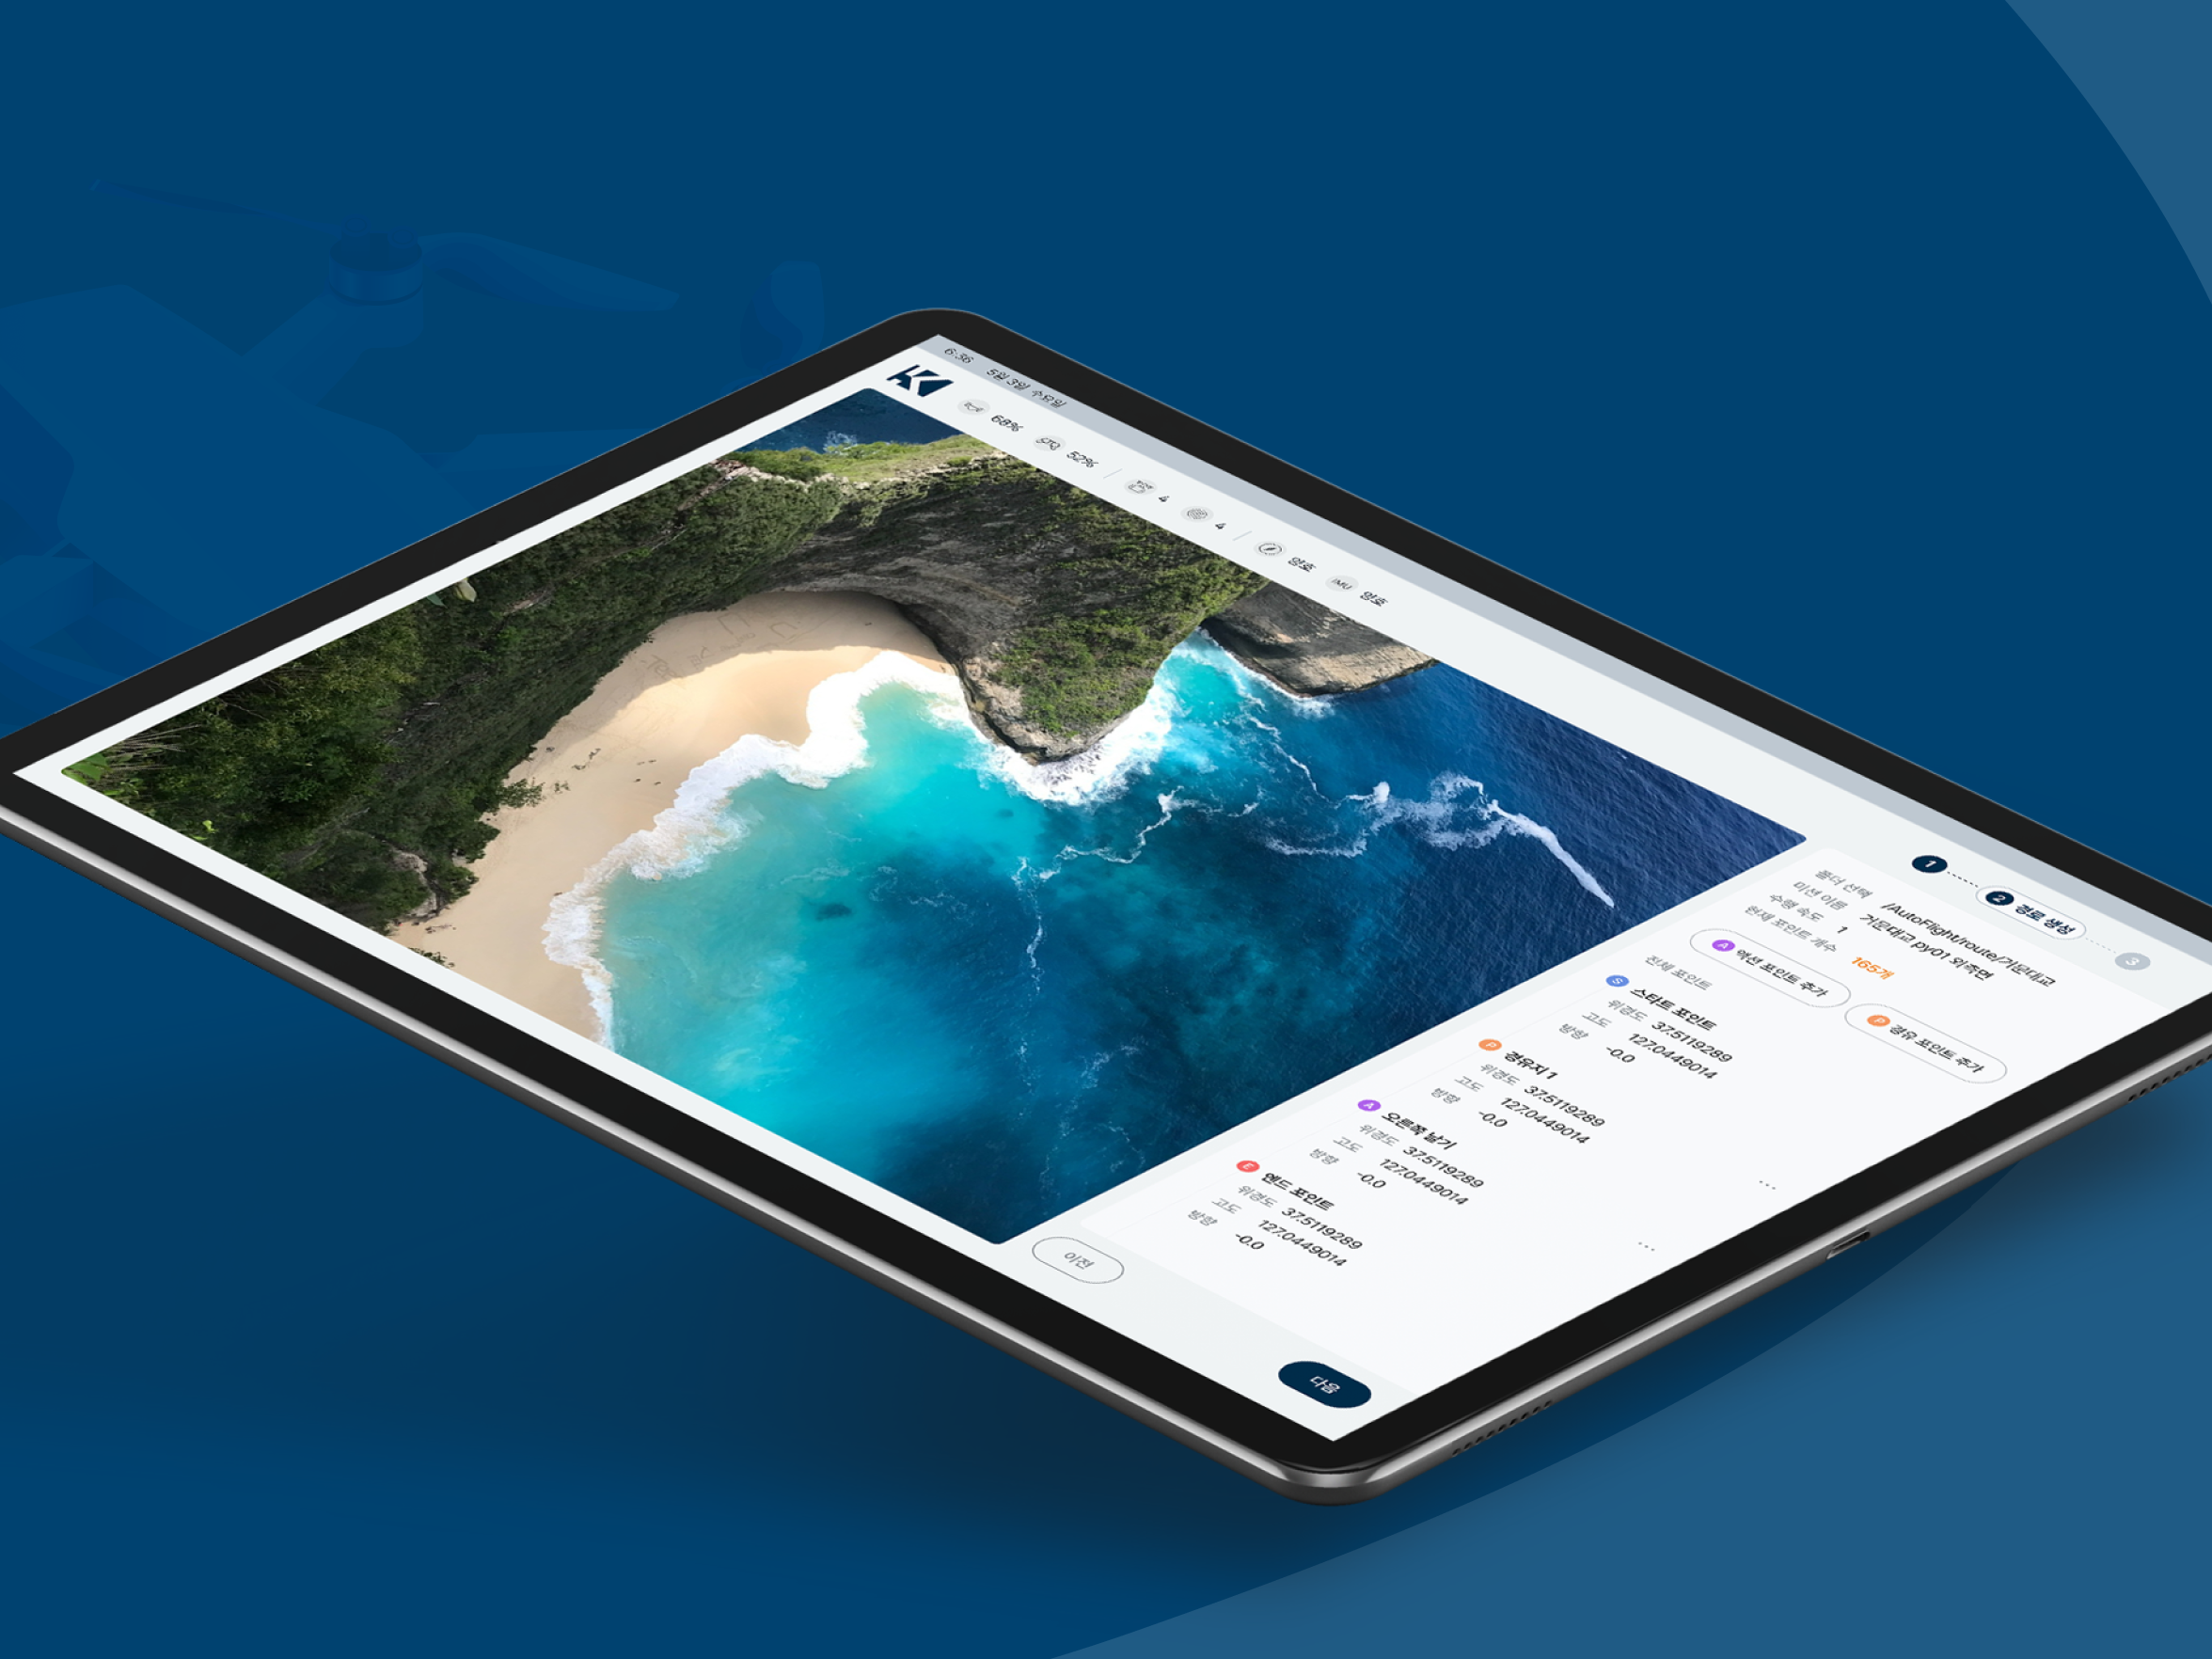 6:36 5월 3일 수요일
68% 52% 4 4 양호 IMU 양호
1 2 경로 생성 3
폴더 선택 /AutoFlight/route/거문대교
미션 이름 거문대교 py01 외측면
수행 속도 1
현재 포인트 개수 165개
A 액션 포인트 추가
P 경유 포인트 추가
전체 포인트
S 스타트 포인트
위경도 37.5119289
고도 127.0449014
방향 -0.0
P 경유지 1
위경도 37.5119289
고도 127.0449014
방향 -0.0
A 오른쪽 날기
위경도 37.5119289
고도 127.0449014
방향 -0.0
E 엔드 포인트
위경도 37.5119289
고도 127.0449014
방향 -0.0
이전
다음